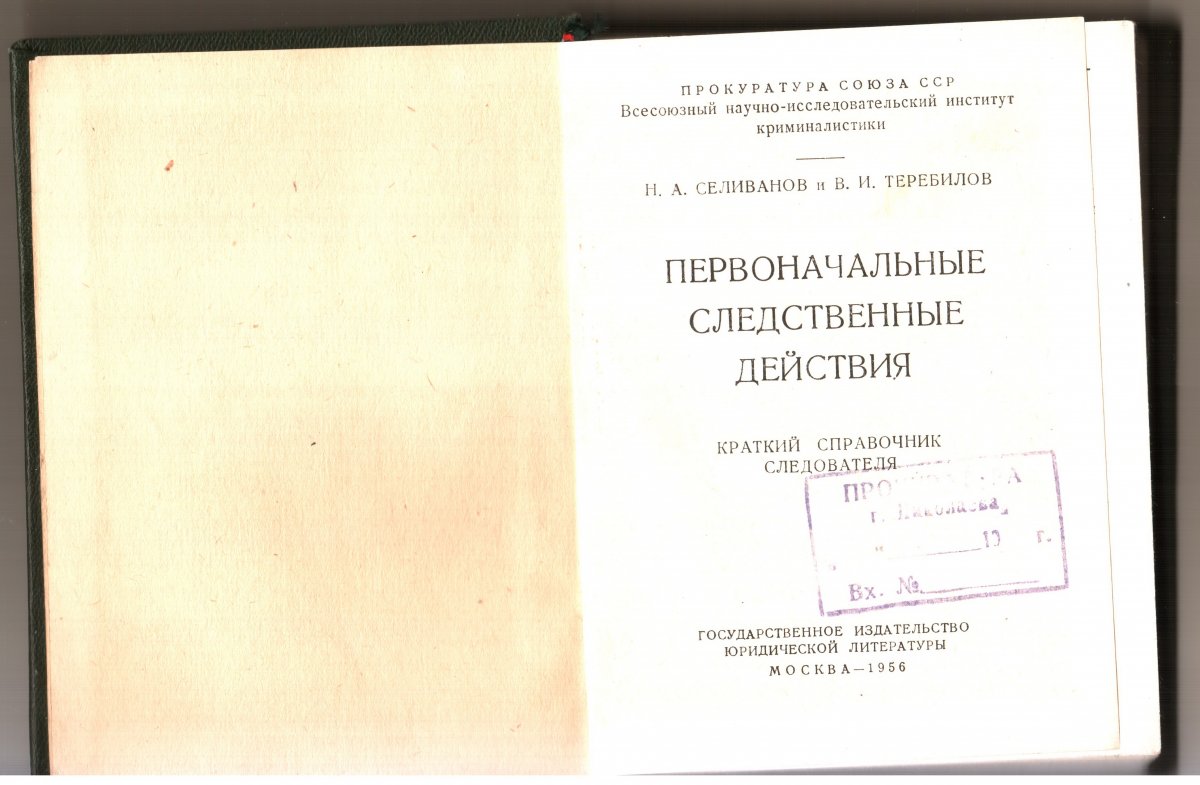 ПРОКУРАТУРА СОЮЗА ССР
Всесоюзный научно-исследовательский институт
криминалистики
Н. А. СЕЛИВАНОВ и В. И. ТЕРЕБИЛОВ
ПЕРВОНАЧАЛЬНЫЕ
СЛЕДСТВЕННЫЕ
ДЕЙСТВИЯ
КРАТКИЙ СПРАВОЧНИК
СЛЕДОВАТЕЛЯ
ПРОКУРАТУРА
г. Николаева
" 19 г.
Вх. №
ГОСУДАРСТВЕННОЕ ИЗДАТЕЛЬСТВО
ЮРИДИЧЕСКОЙ ЛИТЕРАТУРЫ
МОСКВА—1956